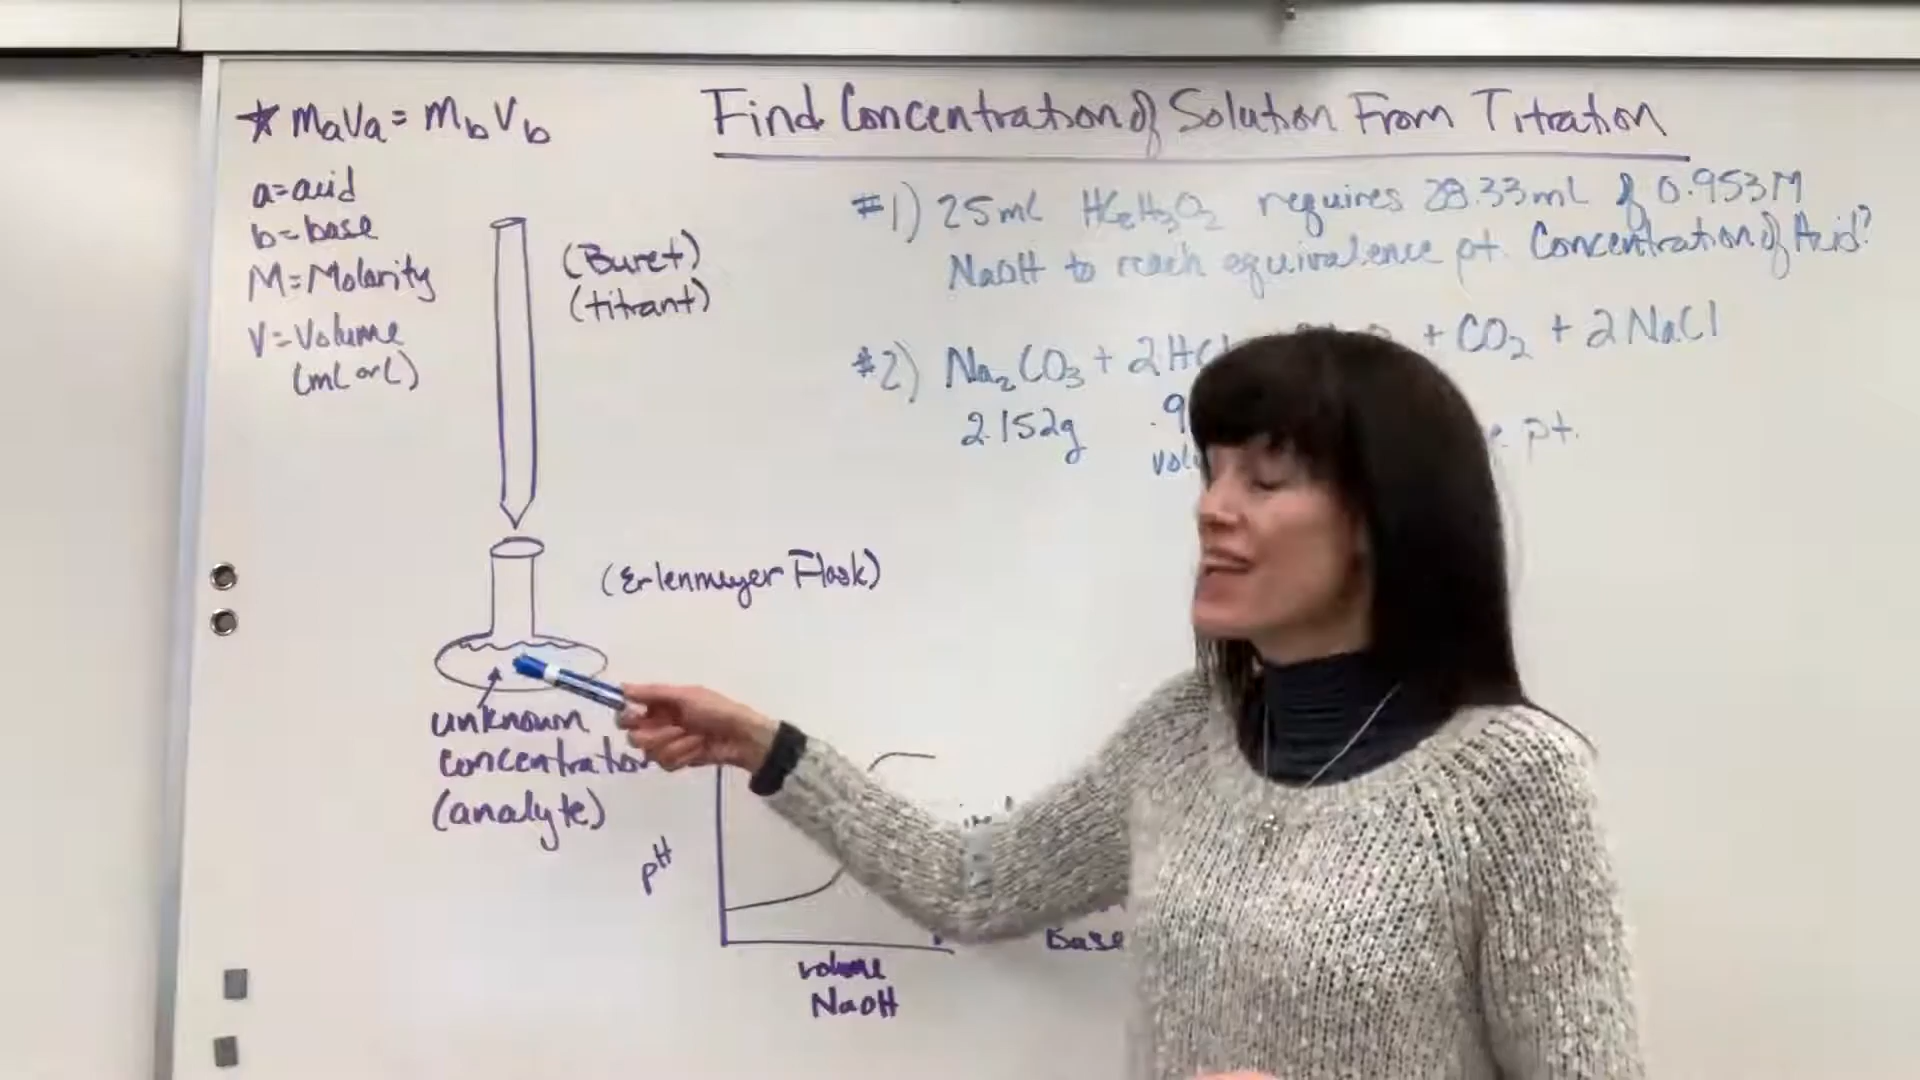 ★ MaVa = MbVb
a=acid
b=base
M=Molarity
V=Volume
(mL or L)
Find Concentration of Solution From Titration
#1) 25mL HC2H3O2 requires 28.33mL of 0.953M
NaOH to reach equivalence pt. Concentration of Acid?
#2) Na2CO3 + 2HCl + CO2 + 2NaCl
2.152g .9
pt.
(Buret)
(titrant)
(Erlenmeyer Flask)
unknown
concentration
(analyte)
pH
volume
NaOH
Base